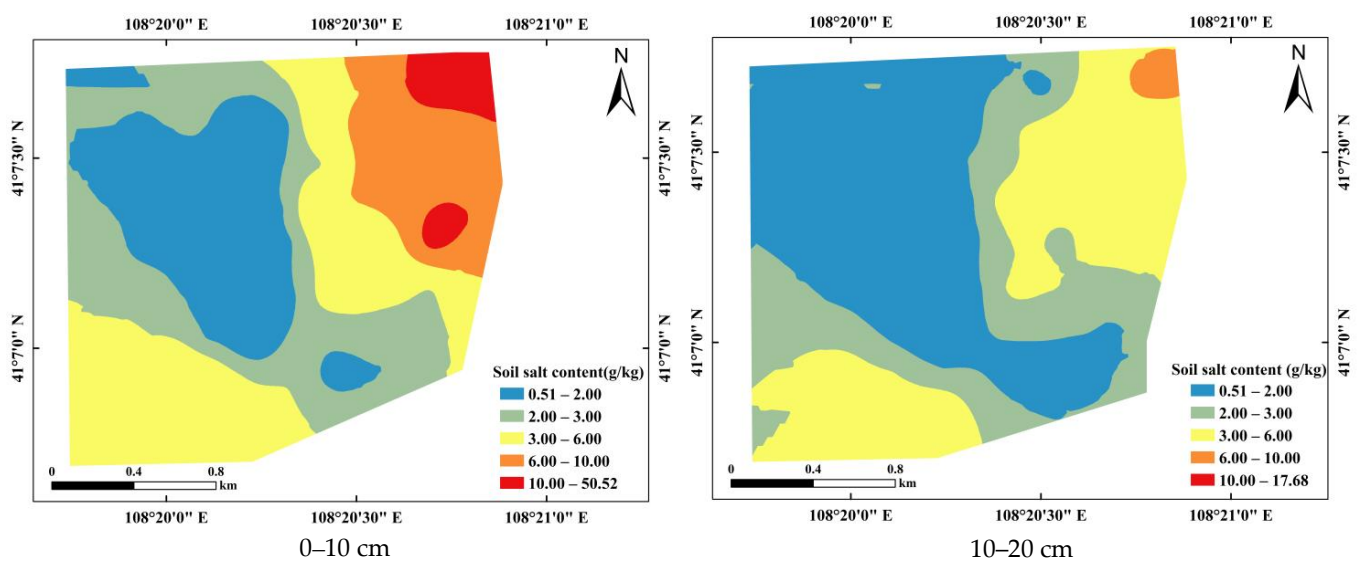 108°20'0" E 108°20'30" E 108°21'0" E
N
41°7'30" N 41°7'30" N
41°7'0" N 41°7'0" N
Soil salt content(g/kg)
0.51 – 2.00
2.00 – 3.00
3.00 – 6.00
6.00 – 10.00
10.00 – 50.52
0 0.4 0.8
km
108°20'0" E 108°20'30" E 108°21'0" E
0–10 cm
108°20'0" E 108°20'30" E 108°21'0" E
N
41°7'30" N 41°7'30" N
41°7'0" N 41°7'0" N
Soil salt content (g/kg)
0.51 – 2.00
2.00 – 3.00
3.00 – 6.00
6.00 – 10.00
10.00 – 17.68
0 0.4 0.8
km
108°20'0" E 108°20'30" E 108°21'0" E
10–20 cm